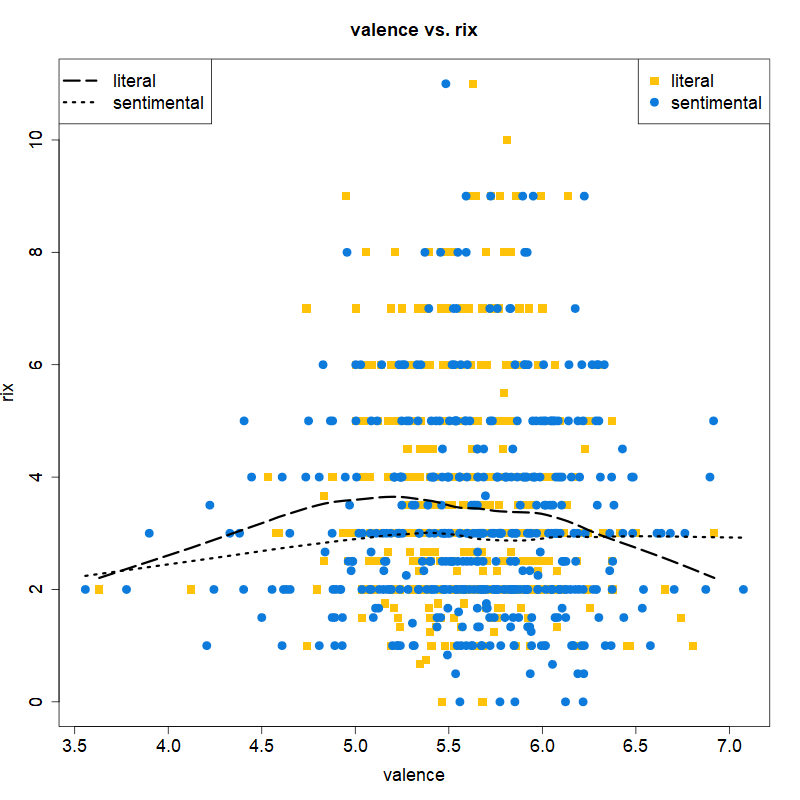 valence vs. rix
literal
sentimental
literal
sentimental
rix
10
8
6
4
2
0
3.5 4.0 4.5 5.0 5.5 6.0 6.5 7.0
valence